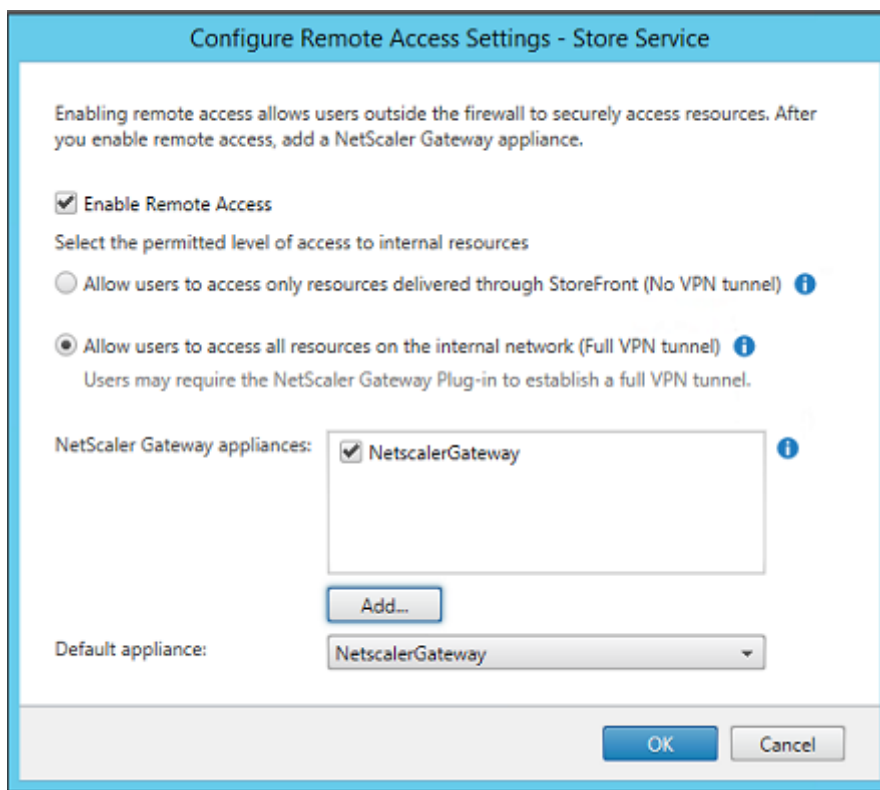 Configure Remote Access Settings - Store Service
Enabling remote access allows users outside the firewall to securely access resources. After
you enable remote access, add a NetScaler Gateway appliance.
Enable Remote Access
Select the permitted level of access to internal resources
Allow users to access only resources delivered through StoreFront (No VPN tunnel)
Allow users to access all resources on the internal network (Full VPN tunnel)
Users may require the NetScaler Gateway Plug-in to establish a full VPN tunnel.
NetScaler Gateway appliances:
NetscalerGateway
Add...
Default appliance:
NetscalerGateway
OK
Cancel